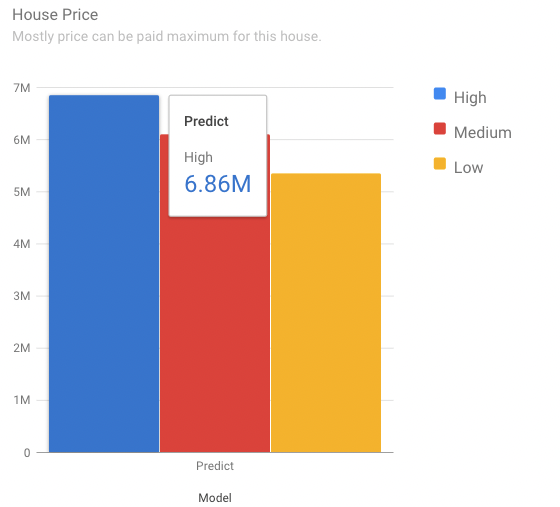 House Price
Mostly price can be paid maximum for this house.
7M
6M
5M
4M
3M
2M
1M
0
Predict
High
6.86M
High
Medium
Low
Predict
Model